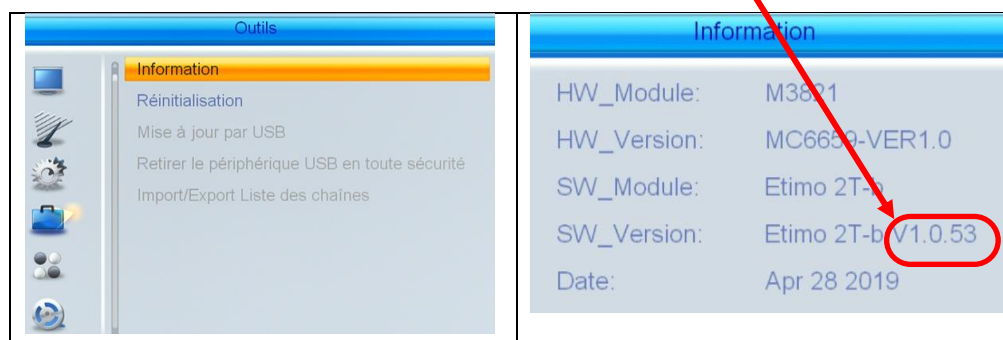 Outils
Information
Réinitialisation
Mise à jour par USB
Retirer le périphérique USB en toute sécurité
Import/Export Liste des chaînes
Information
HW_Module: M3821
HW_Version: MC6659-VER1.0
SW_Module: Etimo 2T-b
SW_Version: Etimo 2T-b V1.0.53
Date: Apr 28 2019